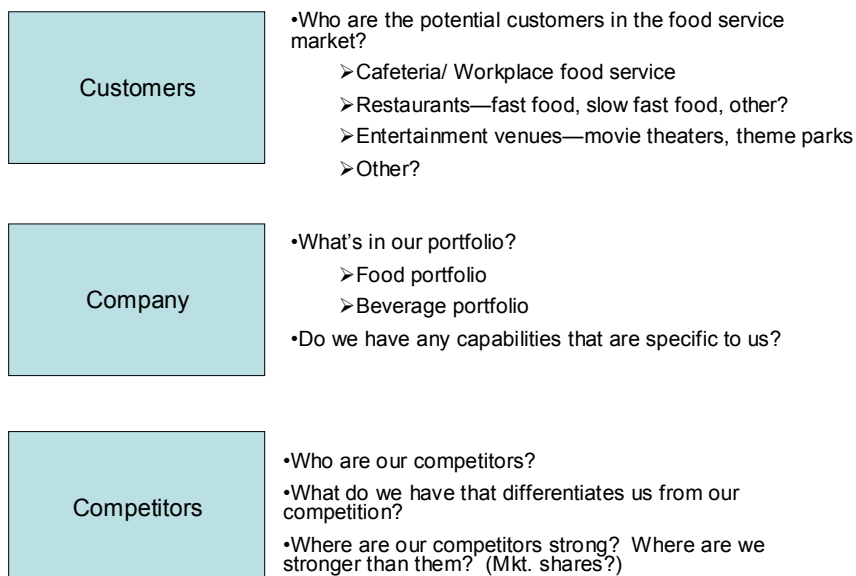 Customers
•Who are the potential customers in the food service
market?
➢Cafeteria/ Workplace food service
➢Restaurants—fast food, slow fast food, other?
➢Entertainment venues—movie theaters, theme parks
➢Other?
Company
•What's in our portfolio?
➢Food portfolio
➢Beverage portfolio
•Do we have any capabilities that are specific to us?
Competitors
•Who are our competitors?
•What do we have that differentiates us from our
competition?
•Where are our competitors strong?  Where are we
stronger than them?  (Mkt. shares?)